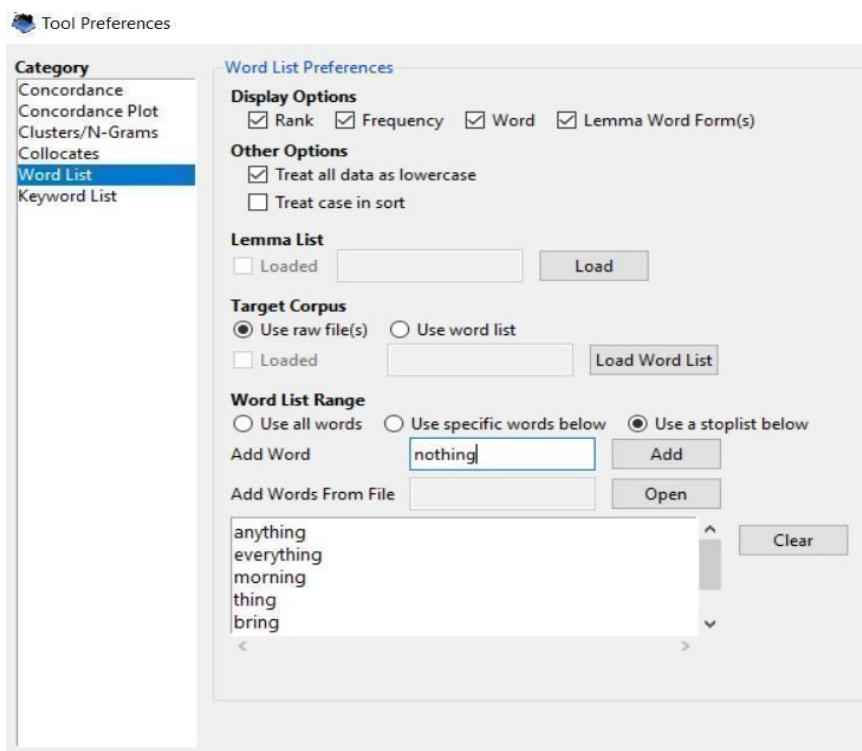 Tool Preferences
Category
Concordance
Concordance Plot
Clusters/N-Grams
Collocates
Word List
Keyword List
Word List Preferences
Display Options
Rank Frequency Word Lemma Word Form(s)
Other Options
Treat all data as lowercase
Treat case in sort
Lemma List
Loaded Load
Target Corpus
Use raw file(s) Use word list
Loaded Load Word List
Word List Range
Use all words Use specific words below Use a stoplist below
Add Word nothing Add
Add Words From File Open
anything
everything
morning
thing
bring
Clear